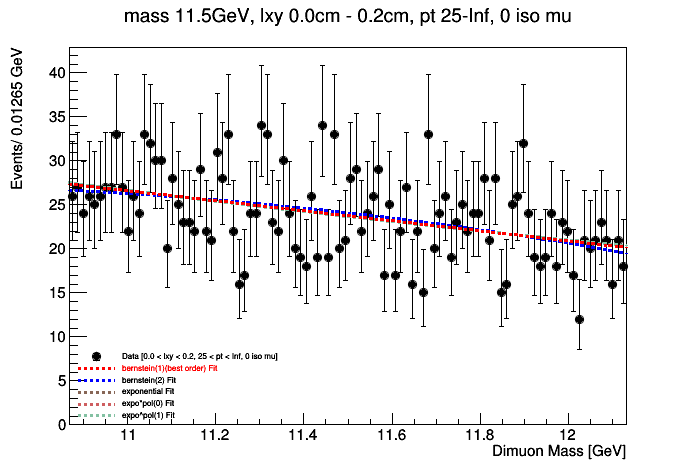 mass 11.5GeV, lxy 0.0cm - 0.2cm, pt 25-Inf, 0 iso mu
Events/ 0.01265 GeV
40
35
30
25
20
15
10
5
0
Data [0.0 < lxy < 0.2, 25 < pt < Inf, 0 iso mu]
bernstein(1)(best order) Fit
bernstein(2) Fit
exponential Fit
expo*pol(0) Fit
expo*pol(1) Fit
11 11.2 11.4 11.6 11.8 12
Dimuon Mass [GeV]